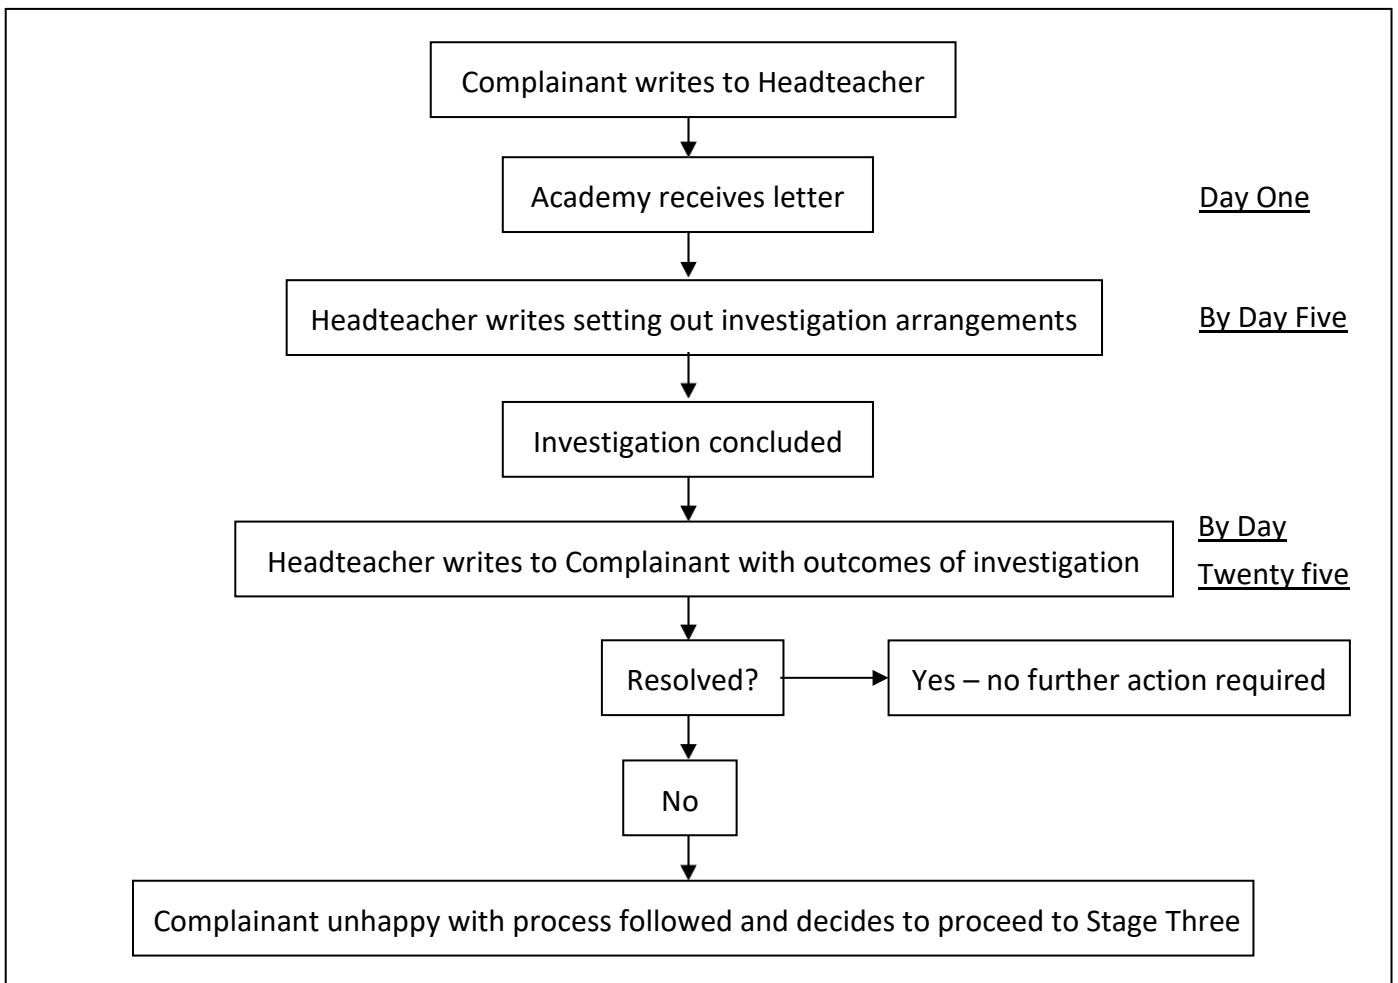 Complainant writes to Headteacher
Academy receives letter
Day One
Headteacher writes setting out investigation arrangements
By Day Five
Investigation concluded
Headteacher writes to Complainant with outcomes of investigation
By Day
Twenty five
Resolved?
Yes – no further action required
No
Complainant unhappy with process followed and decides to proceed to Stage Three